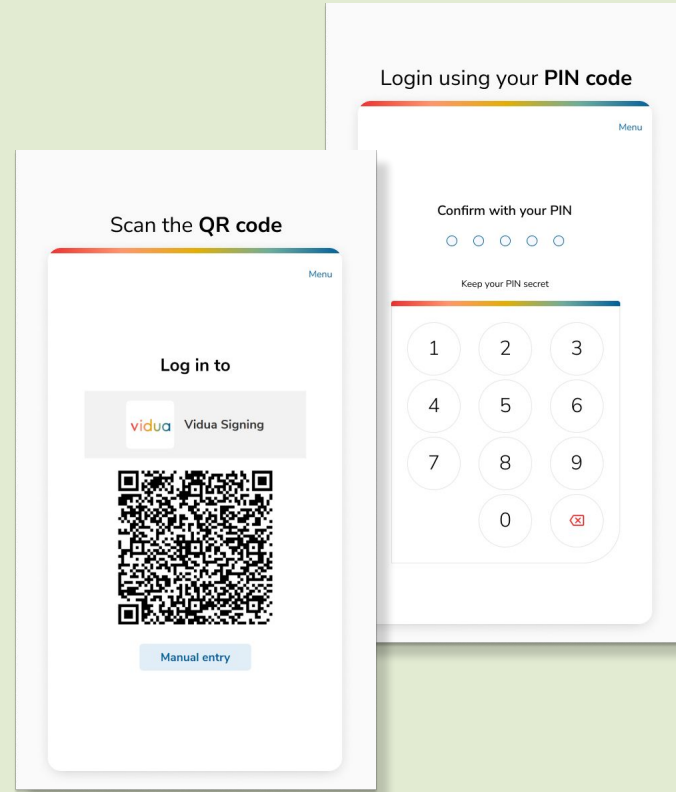 Login using your PIN code
Menu
Confirm with your PIN
Keep your PIN secret
1 2 3
4 5 6
7 8 9
0
Scan the QR code
Menu
Log in to
vidua Vidua Signing
Manual entry